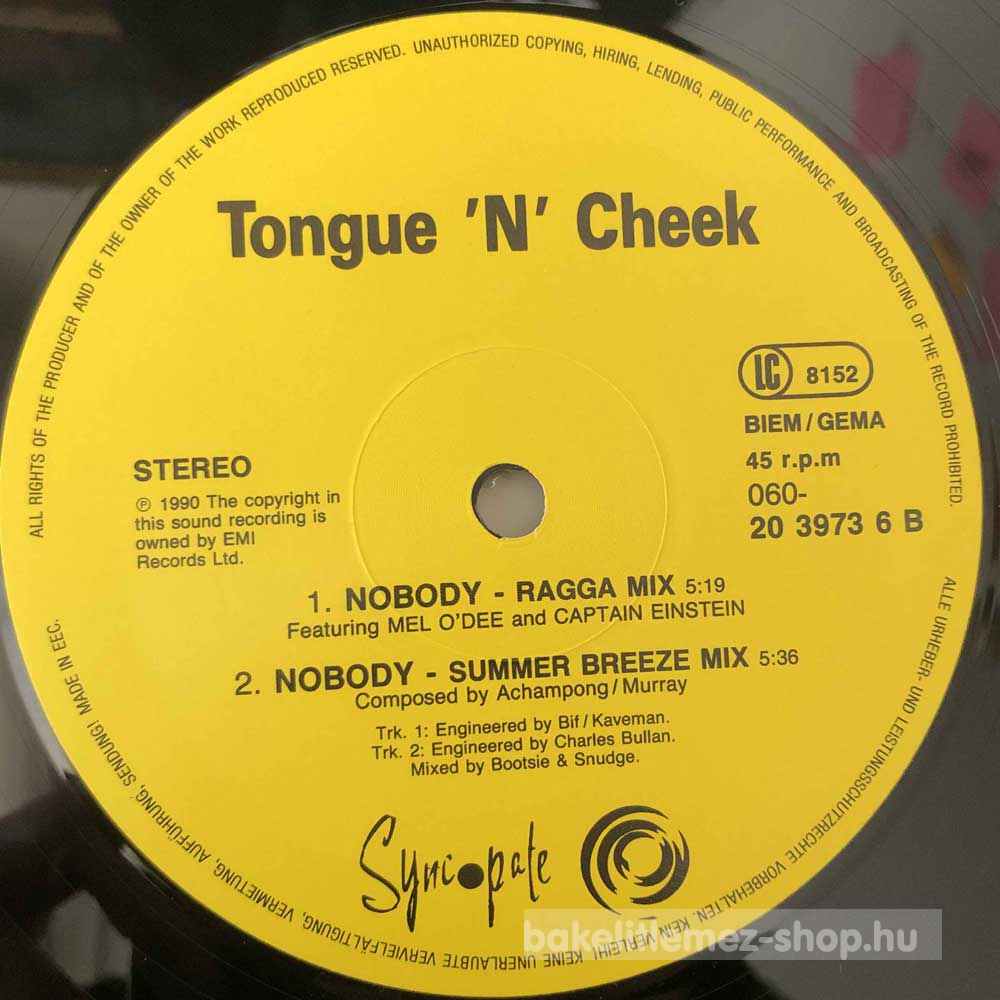 ALL RIGHTS OF THE PRODUCER AND OF THE OWNER OF THE WORK REPRODUCED RESERVED. UNAUTHORIZED COPYING, HIRING, LENDING, PUBLIC PERFORMANCE AND BROADCASTING OF THE RECORD PROHIBITED.
Tongue 'N' Cheek
LC 8152
BIEM/GEMA
STEREO
45 r.p.m
060-
20 3973 6 B
℗ 1990 The copyright in
this sound recording is
owned by EMI
Records Ltd.
1. NOBODY - RAGGA MIX 5:19
Featuring MEL O'DEE and CAPTAIN EINSTEIN
2. NOBODY - SUMMER BREEZE MIX 5:36
Composed by Achampong/Murray
Trk. 1: Engineered by Bif/Kaveman.
Trk. 2: Engineered by Charles Bullan.
Mixed by Bootsie & Snudge.
Syncopate
ALLE URHEBER- UND LEISTUNGSSCHUTZRECHTE VORBEHALTEN. KEIN VERLEIH! KEINE UNERLAUBTE VERVIELFÄLTIGUNG, VERMIETUNG, AUFFÜHRUNG, SENDUNG! MADE IN EEC.
bakelitlemez-shop.hu